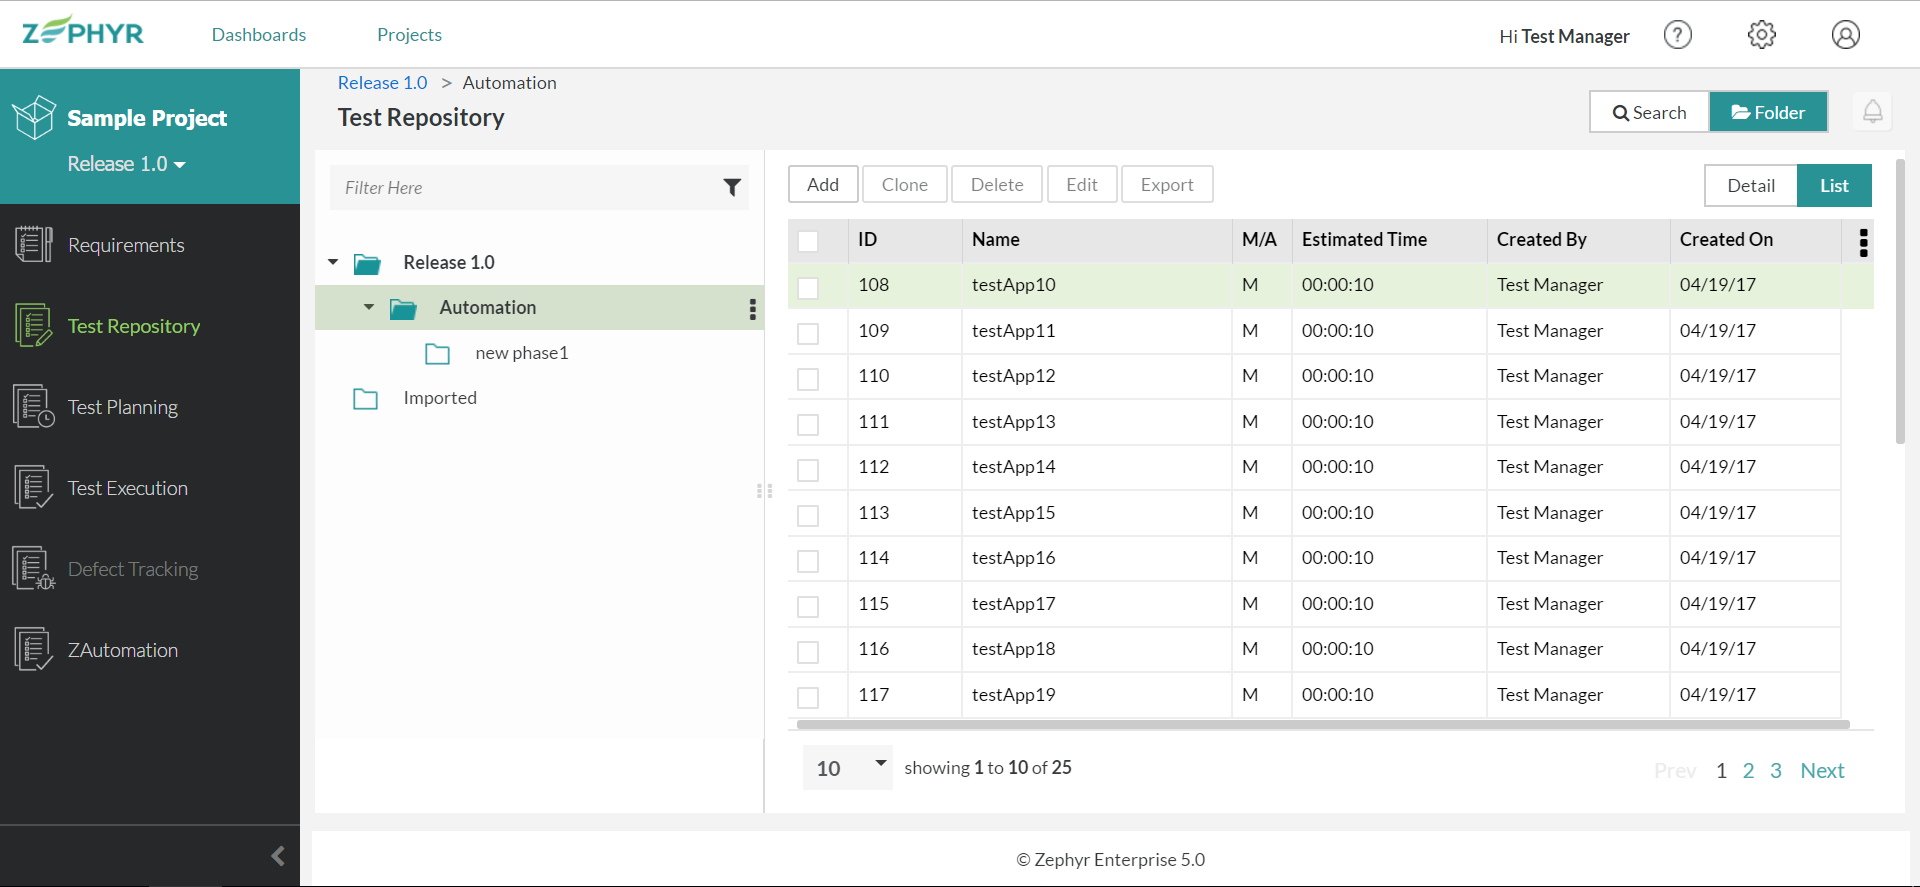 ZEPHYR Dashboards Projects Hi Test Manager ?
Sample Project
Release 1.0
Requirements
Test Repository
Test Planning
Test Execution
Defect Tracking
ZAutomation
Release 1.0 > Automation
Test Repository
Search Folder
Filter Here
Release 1.0
Automation
new phase1
Imported
Add Clone Delete Edit Export Detail List
ID Name M/A Estimated Time Created By Created On
108 testApp10 M 00:00:10 Test Manager 04/19/17
109 testApp11 M 00:00:10 Test Manager 04/19/17
110 testApp12 M 00:00:10 Test Manager 04/19/17
111 testApp13 M 00:00:10 Test Manager 04/19/17
112 testApp14 M 00:00:10 Test Manager 04/19/17
113 testApp15 M 00:00:10 Test Manager 04/19/17
114 testApp16 M 00:00:10 Test Manager 04/19/17
115 testApp17 M 00:00:10 Test Manager 04/19/17
116 testApp18 M 00:00:10 Test Manager 04/19/17
117 testApp19 M 00:00:10 Test Manager 04/19/17
10 showing 1 to 10 of 25 Prev 1 2 3 Next
© Zephyr Enterprise 5.0